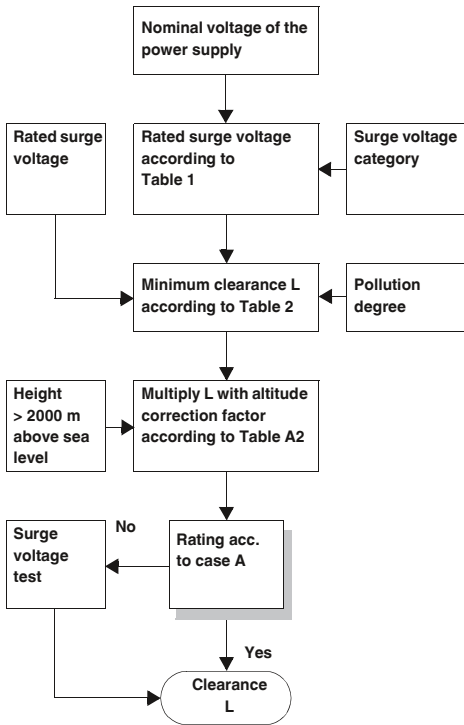 Nominal voltage of the
power supply
Rated surge
voltage
Rated surge voltage
according to
Table 1
Surge voltage
category
Minimum clearance L
according to Table 2
Pollution
degree
Height
> 2000 m
above sea
level
Multiply L with altitude
correction factor
according to Table A2
No
Surge
voltage
test
Rating acc.
to case A
Yes
Clearance
L